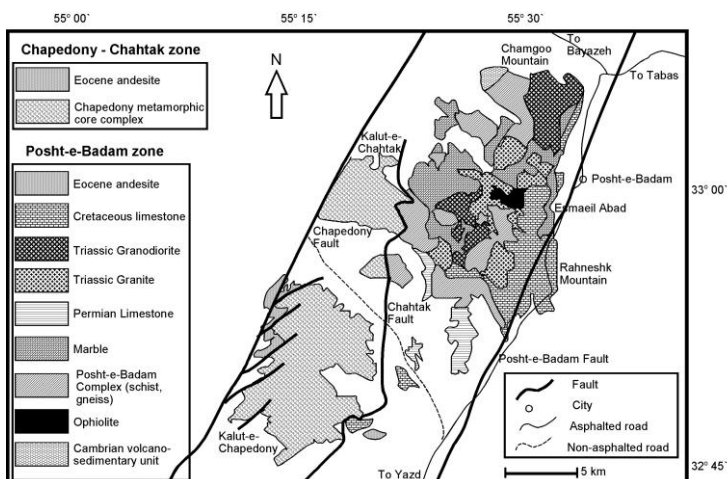 55° 00´
55° 15´
55° 30´
Chapedony - Chahtak zone
Eocene andesite
Chapedony metamorphic
core complex
Posht-e-Badam zone
Eocene andesite
Cretaceous limestone
Triassic Granodiorite
Triassic Granite
Permian Limestone
Marble
Posht-e-Badam
Complex (schist,
gneiss)
Ophiolite
Cambrian volcano-
sedimentary unit
N
Chamgoo
Mountain
To
Bayazeh
To Tabas
Kalut-e-
Chahtak
Posht-e-Badam
33° 00´
Esmaeil Abad
Chapedony
Fault
Rahneshk
Mountain
Chahtak
Fault
Posht-e-Badam Fault
Kalut-e-
Chapedony
To Yazd
Fault
City
Asphalted road
Non-asphalted road
5 km
32° 45´